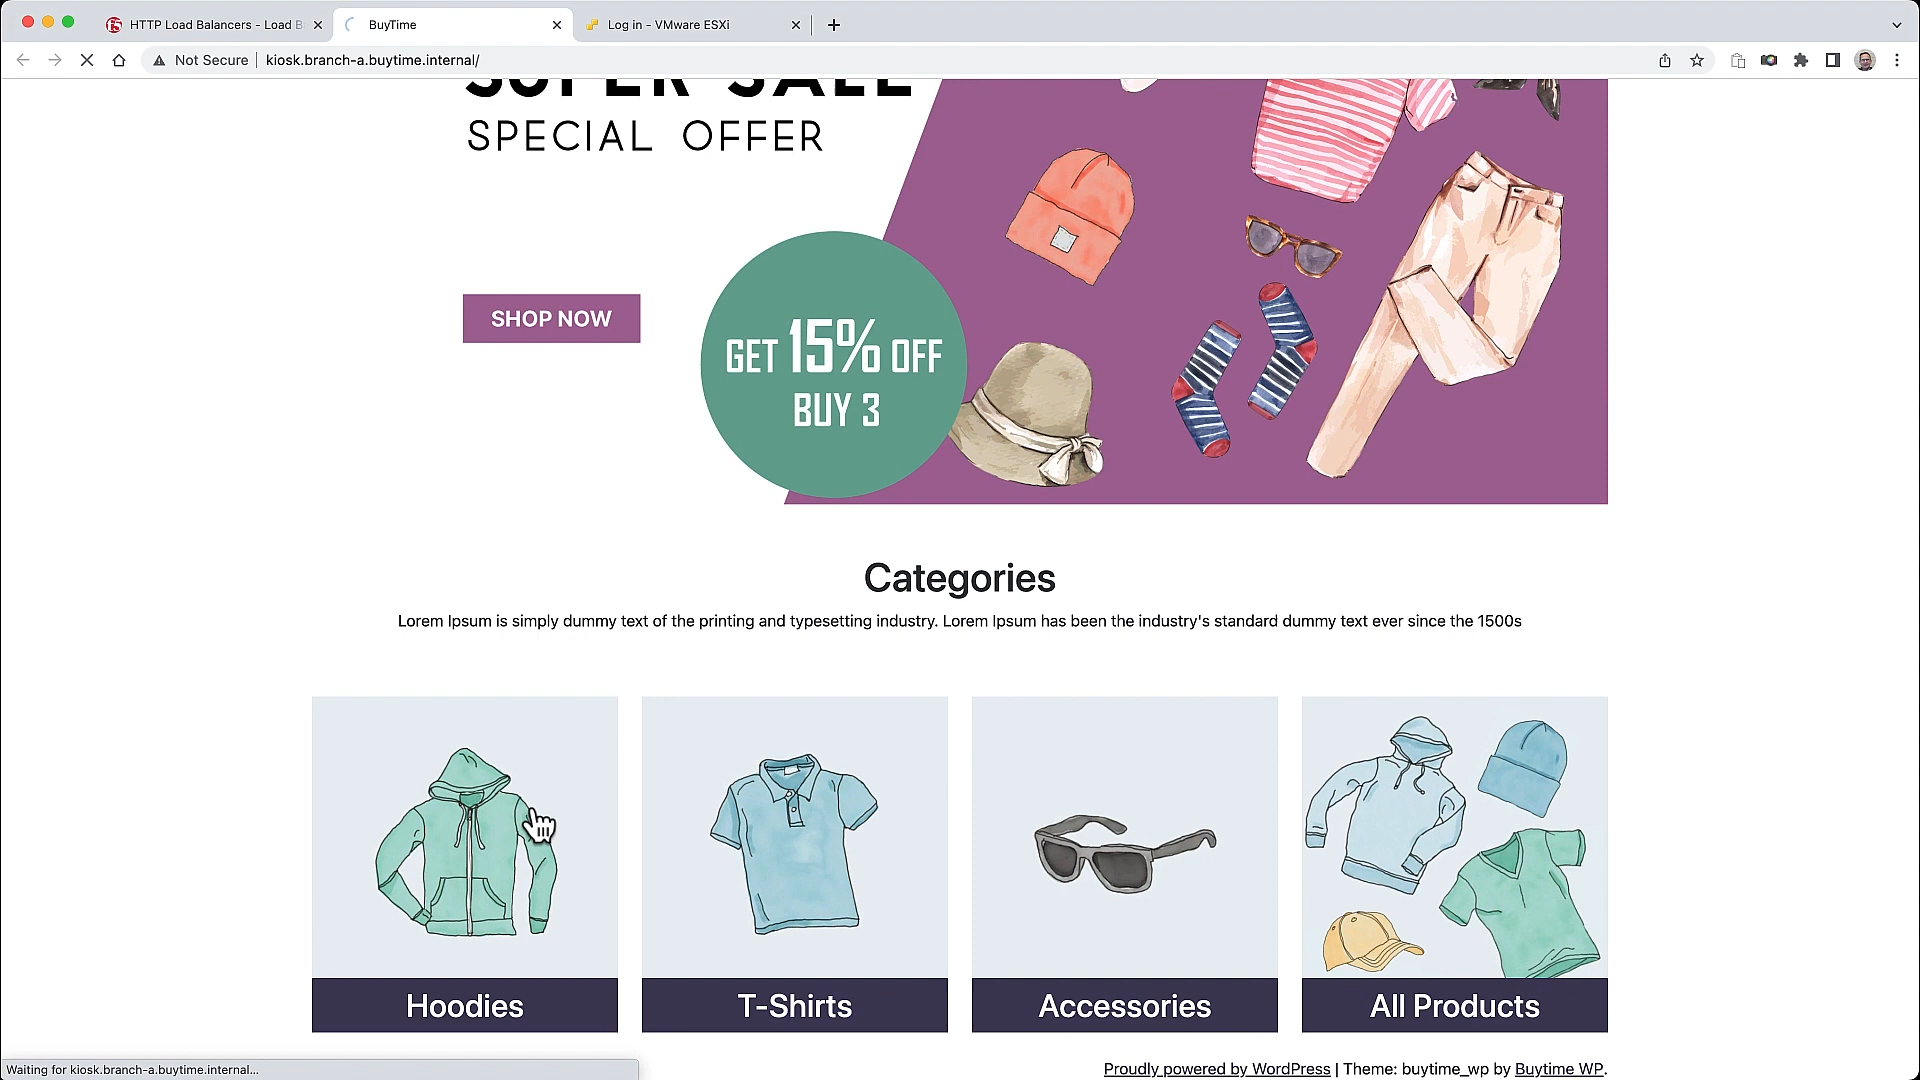 HTTP Load Balancers - Load B
BuyTime
Log in - VMware ESXi
Not Secure
kiosk.branch-a.buytime.internal/
SUPER SALE
SPECIAL OFFER
SHOP NOW
GET 15% OFF
BUY 3
Categories
Lorem Ipsum is simply dummy text of the printing and typesetting industry. Lorem Ipsum has been the industry's standard dummy text ever since the 1500s
Hoodies
T-Shirts
Accessories
All Products
Proudly powered by WordPress | Theme: buytime_wp by Buytime WP.
Waiting for kiosk.branch-a.buytime.internal...